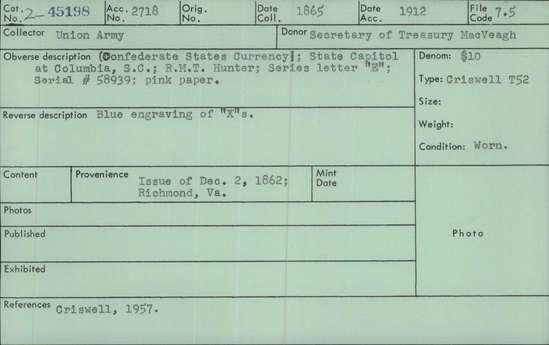 Cat. No. 2-45198 Acc. No. 2718 Orig. No. Date Coll. 1865 Date Acc. 1912 File Code 7.5
Collector Union Army Donor Secretary of Treasury MacVeagh
Obverse description (Confederate States Currency); State Capitol
at Columbia, S.C.; R.M.T. Hunter; Series letter "E";
Serial # 58939; pink paper.
Denom: $10
Type: Criswell T52
Size:
Reverse description Blue engraving of "X"s.
Weight:
Condition: Worn.
Content Provenience Issue of Dec. 2, 1862;
Richmond, Va.
Mint Date
Photos
Published
Photo
Exhibited
References Criswell, 1957.